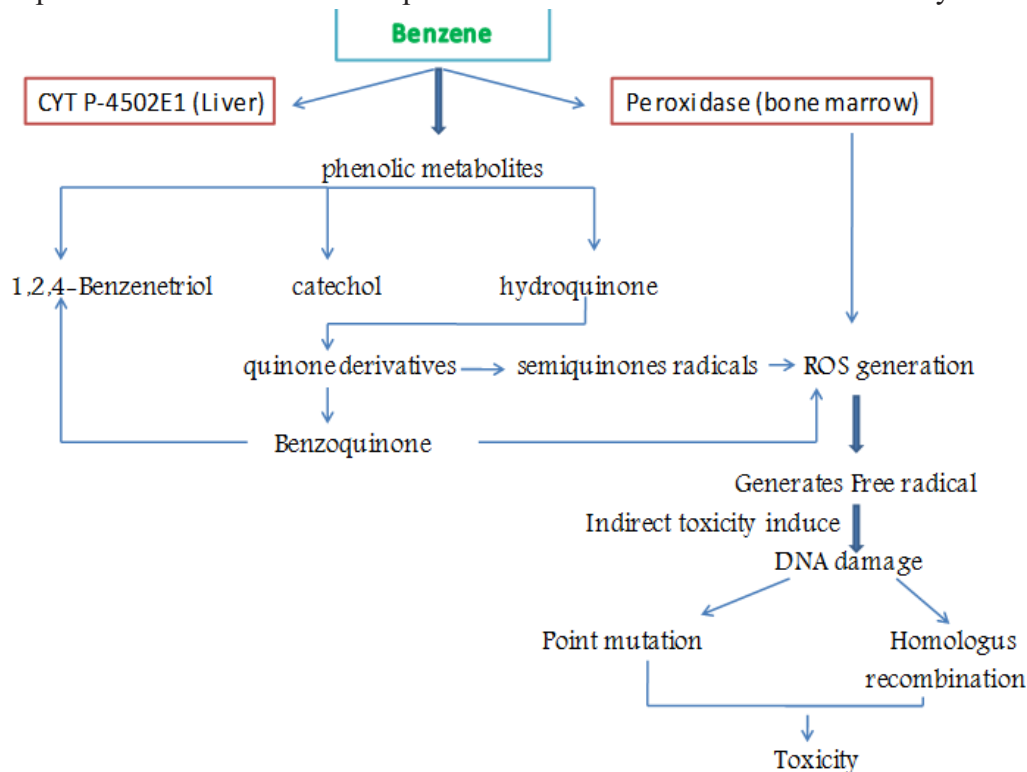 Benzene
CYT P-4502E1 (Liver)
Peroxidase (bone marrow)
phenolic metabolites
1,2,4-Benzenetriol
catechol
hydroquinone
quinone derivatives
semiquinones radicals
ROS generation
Benzoquinone
Generates Free radical
Indirect toxicity induce
DNA damage
Point mutation
Homologus
recombination
Toxicity